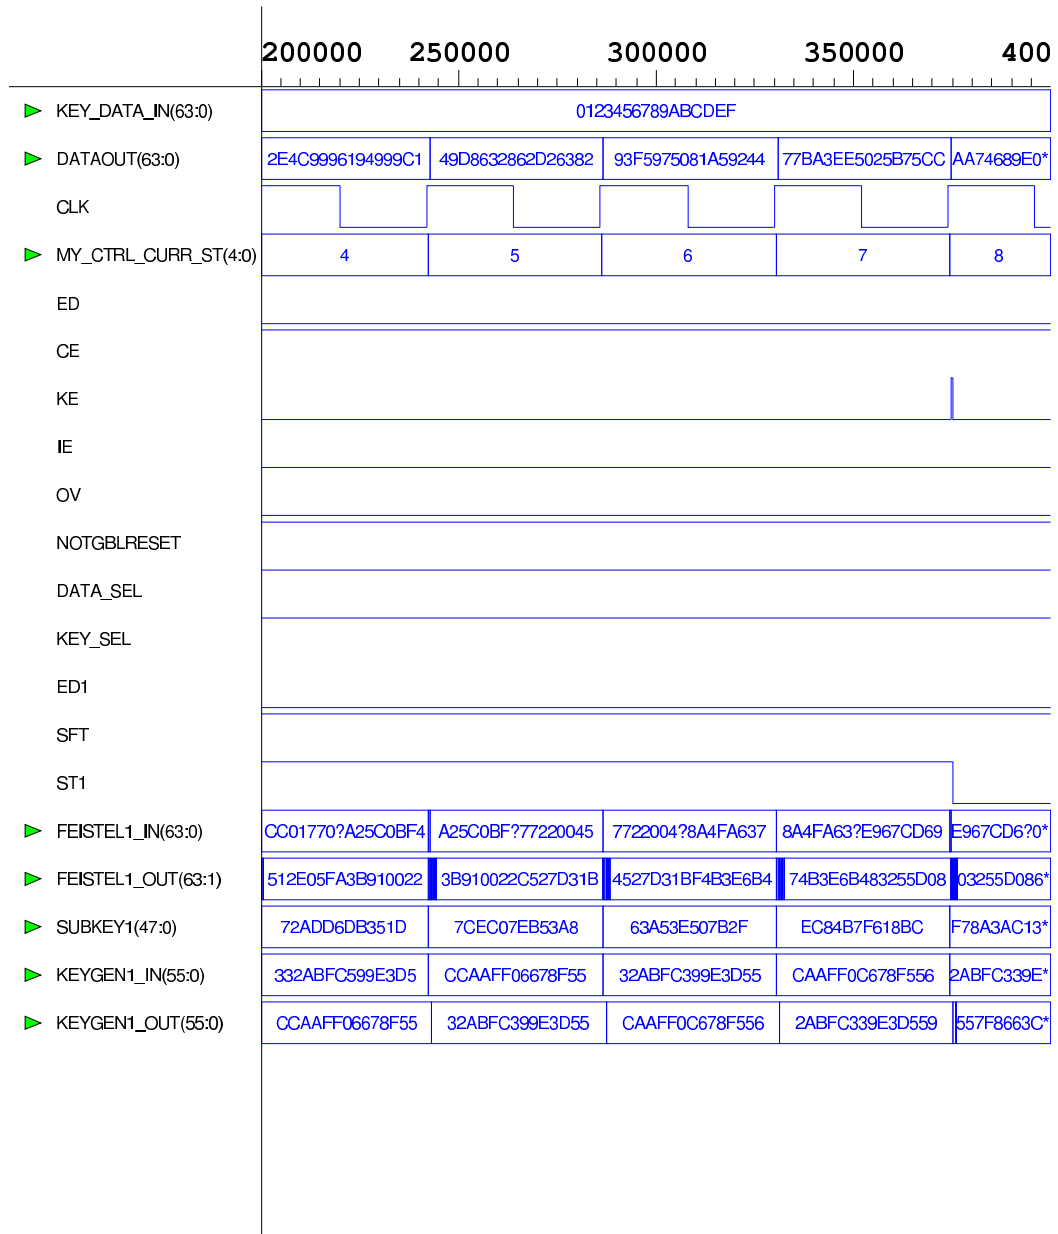 200000 250000 300000 350000 400
KEY_DATA_IN(63:0) 0123456789ABCDEF
DATAOUT(63:0) 2E4C9996194999C1 49D8632862D26382 93F5975081A59244 77BA3EE5025B75CC AA74689E0*
CLK
MY_CTRL_CURR_ST(4:0) 4 5 6 7 8
ED
CE
KE
IE
OV
NOTGBLRESET
DATA_SEL
KEY_SEL
ED1
SFT
ST1
FEISTEL1_IN(63:0) CC01770?A25C0BF4 A25C0BF?77220045 7722004?8A4FA637 8A4FA63?E967CD69 E967CD6?0*
FEISTEL1_OUT(63:1) 512E05FA3B910022 3B910022C527D31B 4527D31BF4B3E6B4 74B3E6B483255D08 03255D086*
SUBKEY1(47:0) 72ADD6DB351D 7CEC07EB53A8 63A53E507B2F EC84B7F618BC F78A3AC13*
KEYGEN1_IN(55:0) 332ABFC599E3D5 CCAAFF06678F55 32ABFC399E3D55 CAAFF0C678F556 2ABFC339E*
KEYGEN1_OUT(55:0) CCAAFF06678F55 32ABFC399E3D55 CAAFF0C678F556 2ABFC339E3D559 557F8663C*